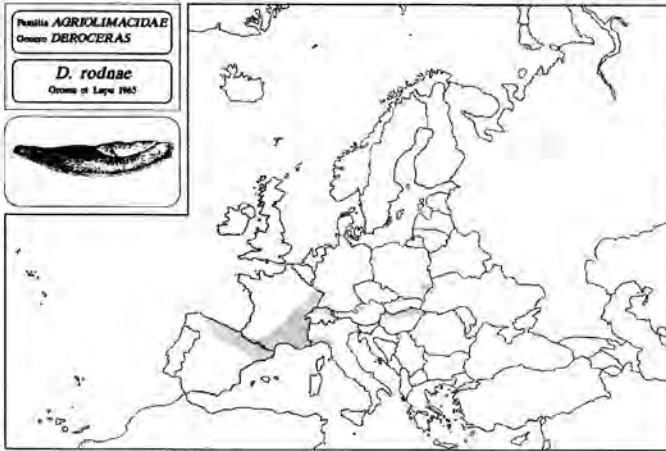 Familia AGRIOLIMACIDAE
Genero DEROCERAS
D. rodnae
Grossu et Lupu 1965